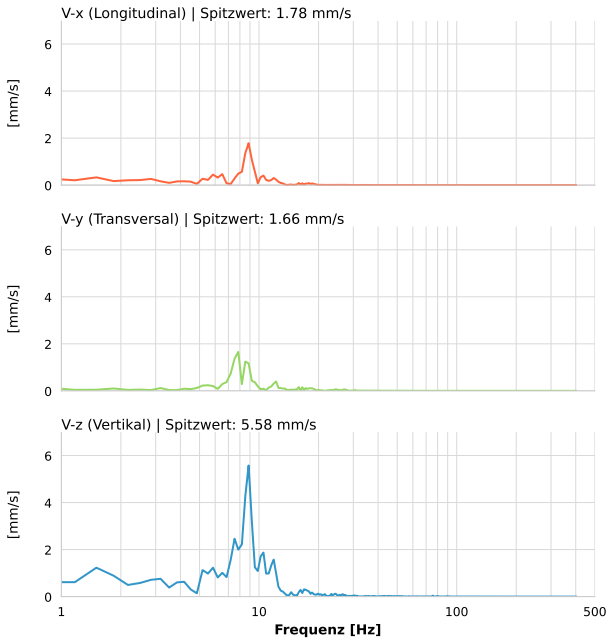 V-x (Longitudinal) | Spitzwert: 1.78 mm/s
6
4
2
0
[mm/s]
V-y (Transversal) | Spitzwert: 1.66 mm/s
6
4
2
0
[mm/s]
V-z (Vertikal) | Spitzwert: 5.58 mm/s
6
4
2
0
[mm/s]
1 10 100 500
Frequenz [Hz]